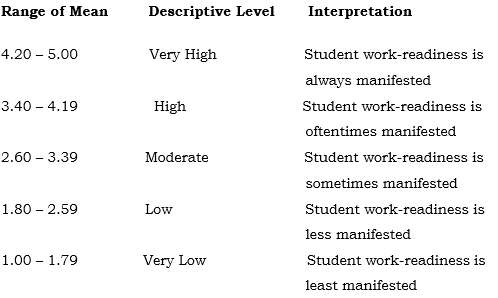 Range of Mean Descriptive Level Interpretation
4.20 – 5.00 Very High Student work-readiness is
always manifested
3.40 – 4.19 High Student work-readiness is
oftentimes manifested
2.60 – 3.39 Moderate Student work-readiness is
sometimes manifested
1.80 – 2.59 Low Student work-readiness is
less manifested
1.00 – 1.79 Very Low Student work-readiness is
least manifested